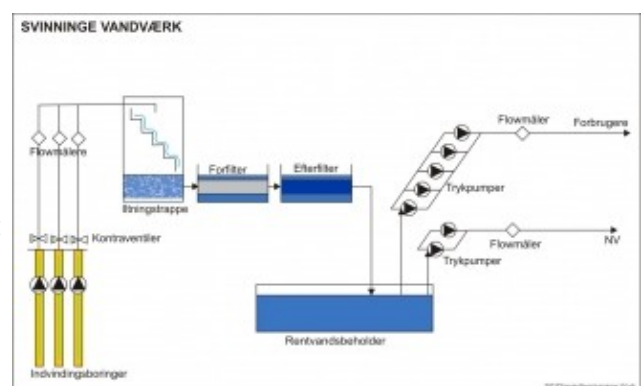 SVINNINGE VANDVÆRK
Flowmåler
Forbrugere
Flowmålere
Forfilter
Efterfilter
Iltningstrappe
Trykpumper
Kontraventiler
Flowmåler
NV
Trykpumper
Rentvandsbeholder
Indvindingsboringer